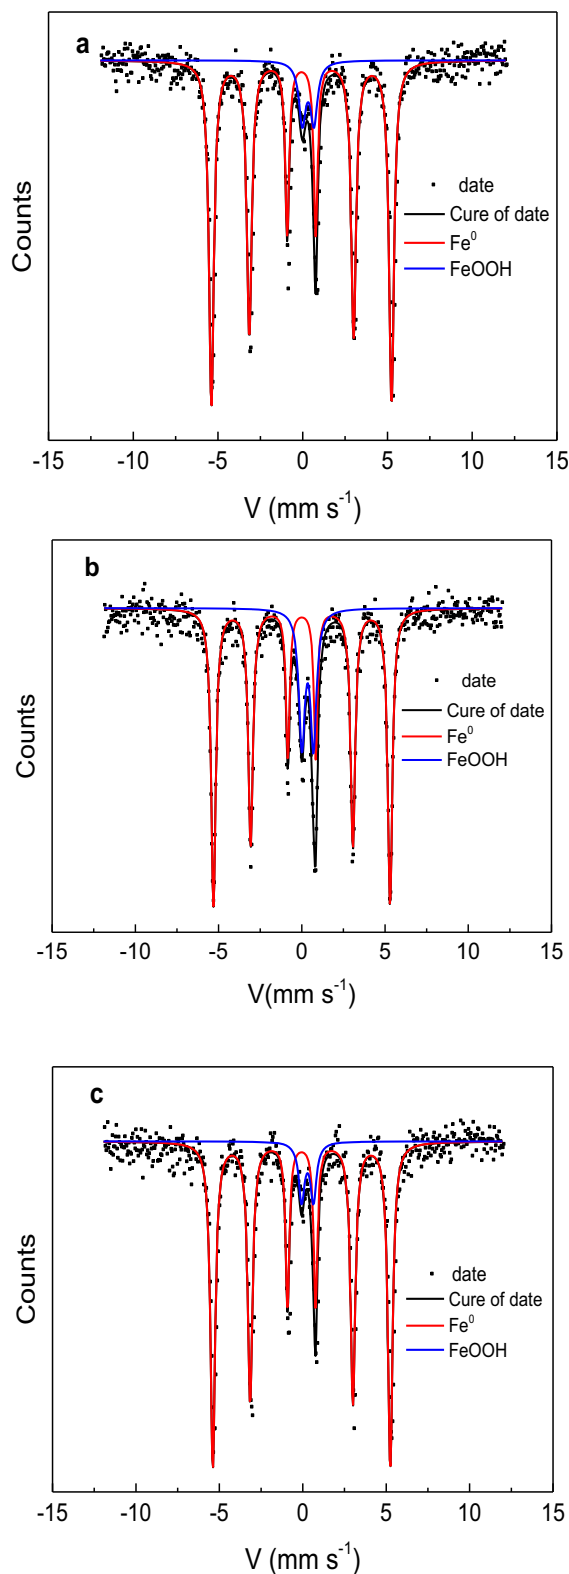 a
Counts
date
Cure of date
Fe⁰
FeOOH
-15 -10 -5 0 5 10 15
V (mm s⁻¹)
b
Counts
date
Cure of date
Fe⁰
FeOOH
-15 -10 -5 0 5 10 15
V(mm s⁻¹)
c
Counts
date
Cure of date
Fe⁰
FeOOH
-15 -10 -5 0 5 10 15
V (mm s⁻¹)